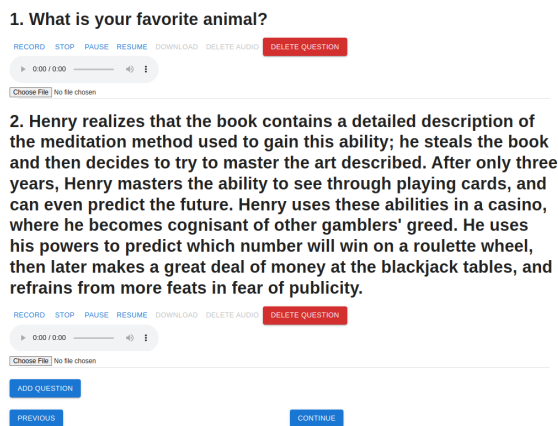 1. What is your favorite animal?
RECORD STOP PAUSE RESUME DOWNLOAD DELETE AUDIO DELETE QUESTION
0:00 / 0:00
Choose File No file chosen
2. Henry realizes that the book contains a detailed description of
the meditation method used to gain this ability; he steals the book
and then decides to try to master the art described. After only three
years, Henry masters the ability to see through playing cards, and
can even predict the future. Henry uses these abilities in a casino,
where he becomes cognisant of other gamblers' greed. He uses
his powers to predict which number will win on a roulette wheel,
then later makes a great deal of money at the blackjack tables, and
refrains from more feats in fear of publicity.
RECORD STOP PAUSE RESUME DOWNLOAD DELETE AUDIO DELETE QUESTION
0:00 / 0:00
Choose File No file chosen
ADD QUESTION
PREVIOUS CONTINUE